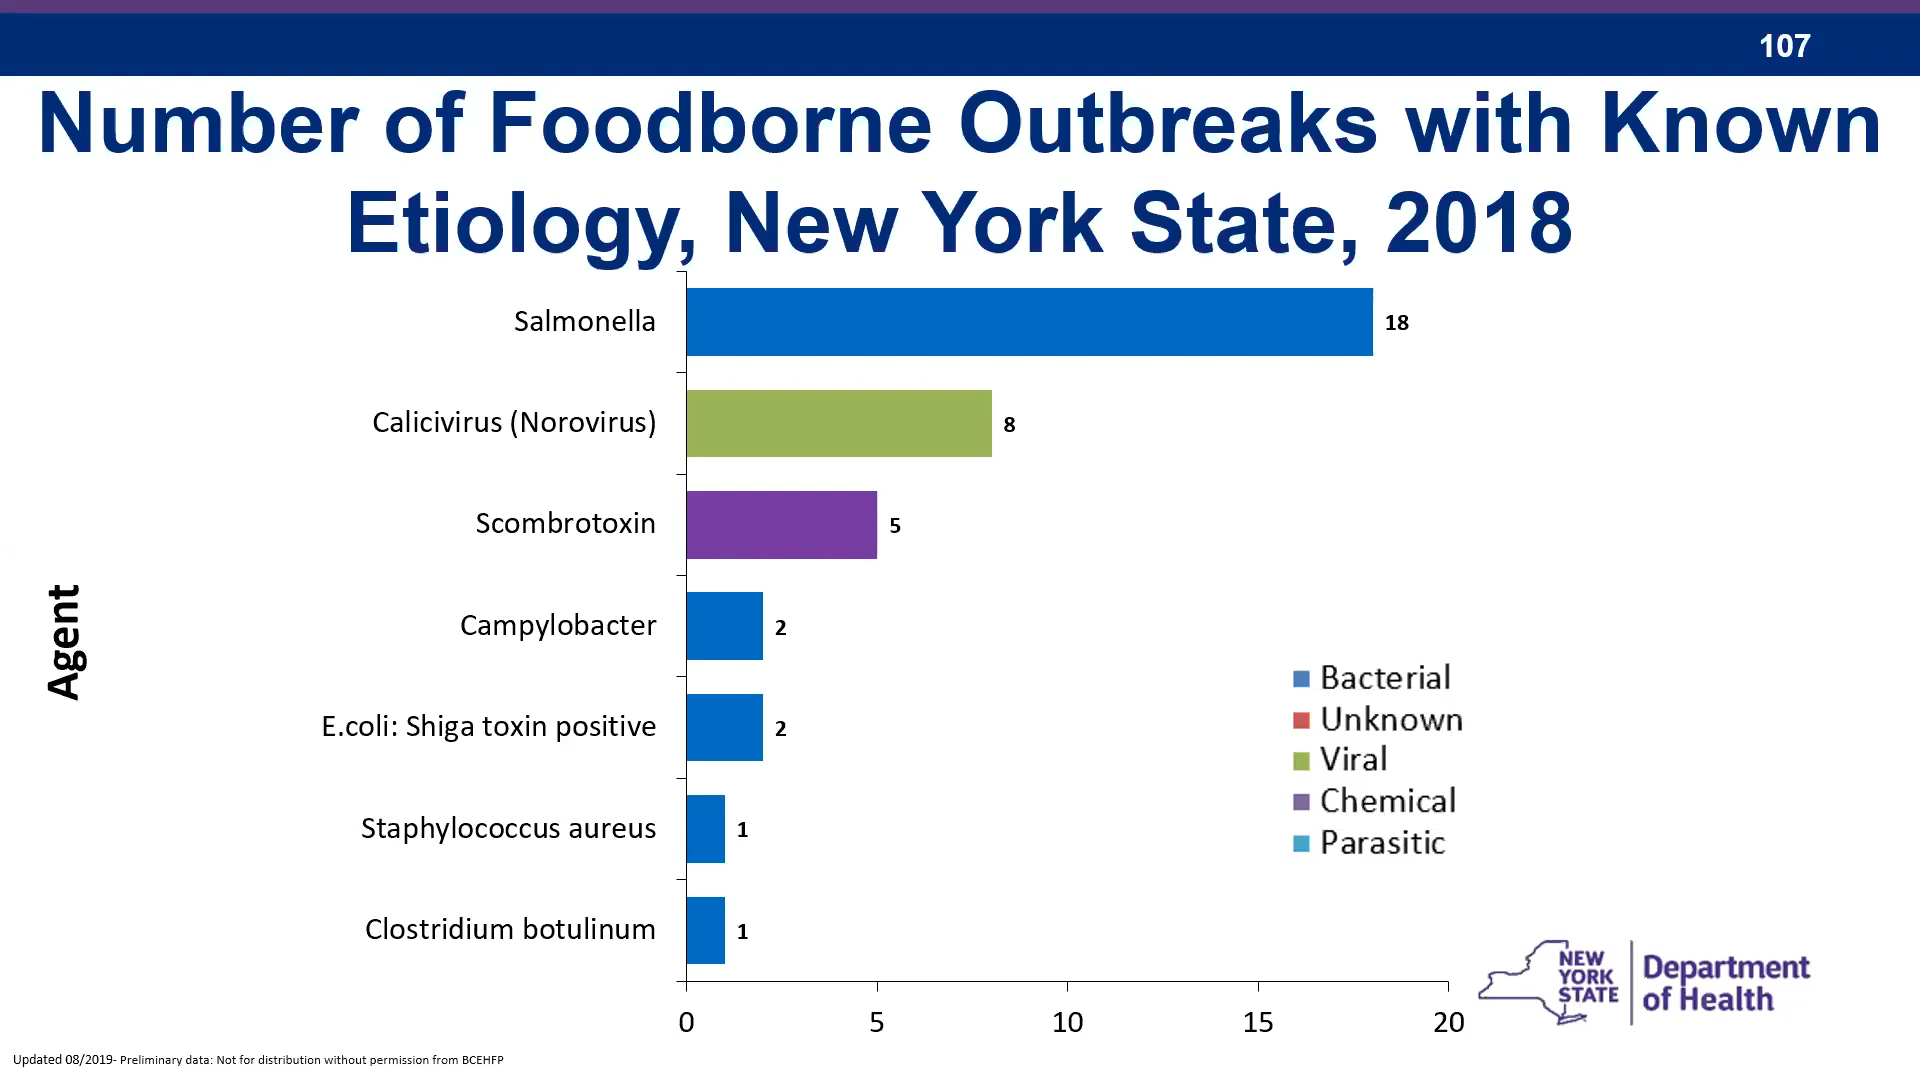 107
Number of Foodborne Outbreaks with Known
Etiology, New York State, 2018
Salmonella
18
Calicivirus (Norovirus)
8
Scombrotoxin
5
Campylobacter
2
E.coli: Shiga toxin positive
2
Staphylococcus aureus
1
Clostridium botulinum
1
Agent
0 5 10 15 20
Bacterial
Unknown
Viral
Chemical
Parasitic
NEW
YORK
STATE
Department
of Health
Updated 08/2019- Preliminary data: Not for distribution without permission from BCEHFP